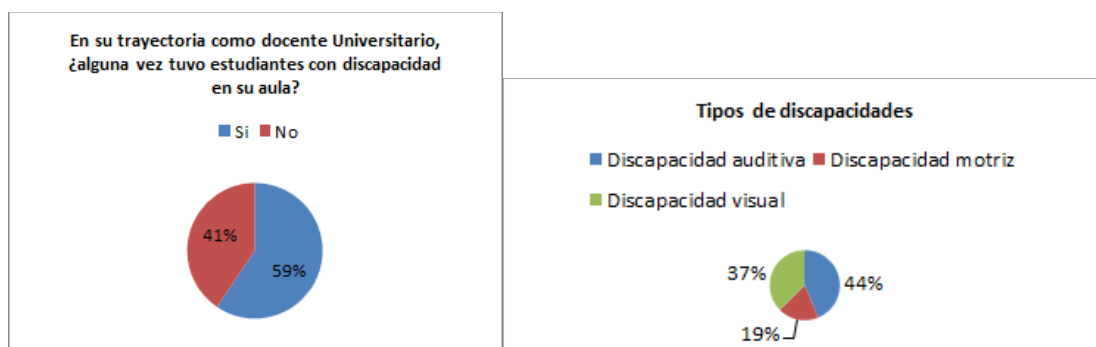 En su trayectoria como docente Universitario,
¿alguna vez tuvo estudiantes con discapacidad
en su aula?
Si No
41%
59%
Tipos de discapacidades
Discapacidad auditiva Discapacidad motriz
Discapacidad visual
37%
44%
19%